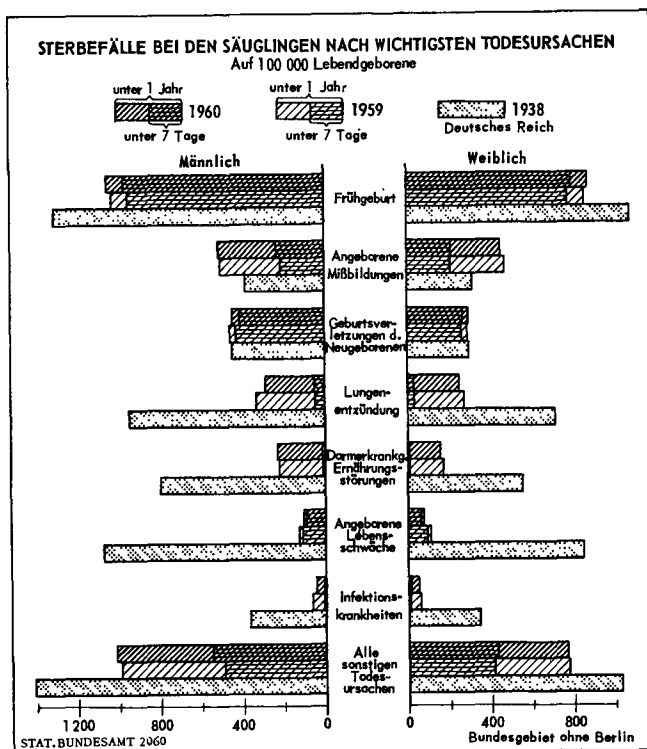 STERBEFÄLLE BEI DEN SÄUGLINGEN NACH WICHTIGSTEN TODESURSACHEN
Auf 100 000 Lebendgeborene
unter 1 Jahr
1960
unter 7 Tage
unter 1 Jahr
1959
unter 7 Tage
1938
Deutsches Reich
Männlich
Weiblich
Frühgeburt
Angeborene
Mißbildungen
Geburtsver-
letzungen d.
Neugeborenen
Lungen-
entzündung
Darmerkrankg.
Ernährungs-
störungen
Angeborene
Lebens-
schwäche
Infektions-
krankheiten
Alle
sonstigen
Todes-
ursachen
1 200 800 400 0
0 400 800
STAT. BUNDESAMT 2060
Bundesgebiet ohne Berlin